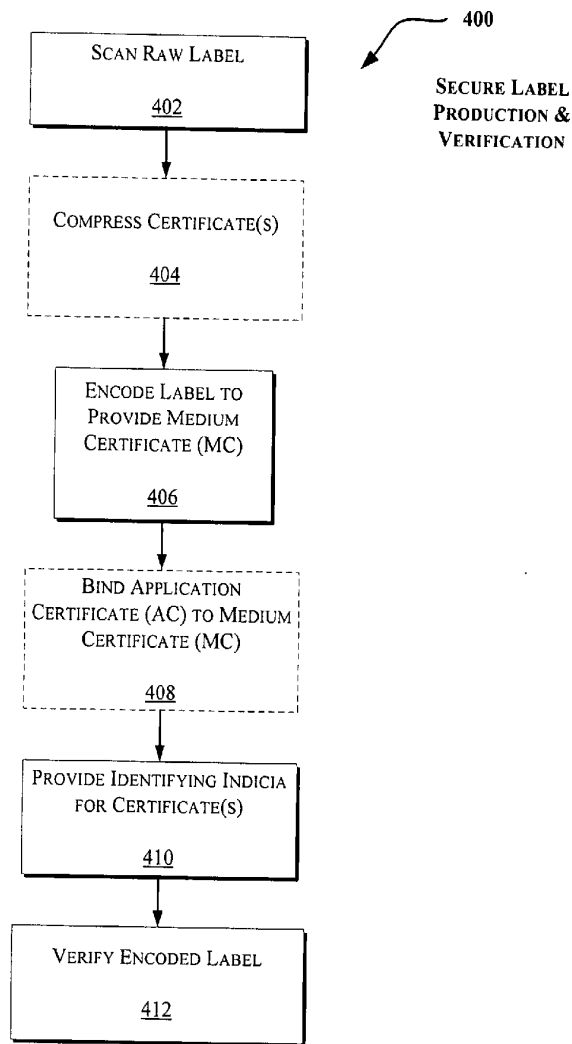 400
SECURE LABEL
PRODUCTION &
VERIFICATION
SCAN RAW LABEL
402
COMPRESS CERTIFICATE(S)
404
ENCODE LABEL TO
PROVIDE MEDIUM
CERTIFICATE (MC)
406
BIND APPLICATION
CERTIFICATE (AC) TO MEDIUM
CERTIFICATE (MC)
408
PROVIDE IDENTIFYING INDICIA
FOR CERTIFICATE(S)
410
VERIFY ENCODED LABEL
412